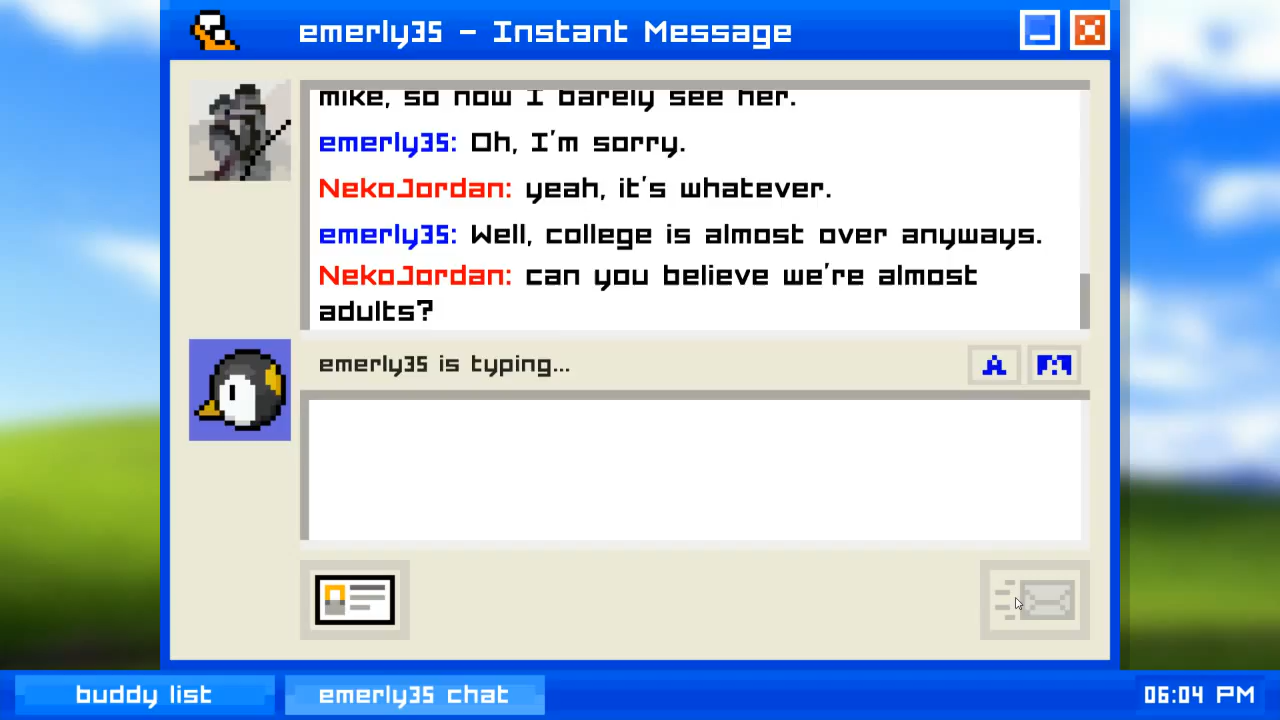 emerly35 - Instant Message
mike, so now I barely see her.
emerly35: Oh, I'm sorry.
NekoJordan: yeah, it's whatever.
emerly35: Well, college is almost over anyways.
NekoJordan: can you believe we're almost
adults?
emerly35 is typing...
A
buddy list
emerly35 chat
06:04 PM